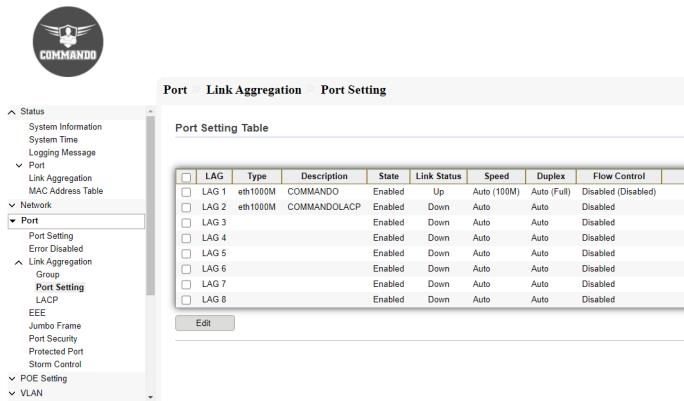 COMMANDO
Port Link Aggregation Port Setting
Status
System Information
System Time
Logging Message
Port
Link Aggregation
MAC Address Table
Network
Port
Port Setting
Error Disabled
Link Aggregation
Group
Port Setting
LACP
EEE
Jumbo Frame
Port Security
Protected Port
Storm Control
POE Setting
VLAN
Port Setting Table
LAG Type Description State Link Status Speed Duplex Flow Control
LAG 1 eth1000M COMMANDO Enabled Up Auto (100M) Auto (Full) Disabled (Disabled)
LAG 2 eth1000M COMMANDOLACP Enabled Down Auto Auto Disabled
LAG 3 Enabled Down Auto Auto Disabled
LAG 4 Enabled Down Auto Auto Disabled
LAG 5 Enabled Down Auto Auto Disabled
LAG 6 Enabled Down Auto Auto Disabled
LAG 7 Enabled Down Auto Auto Disabled
LAG 8 Enabled Down Auto Auto Disabled
Edit